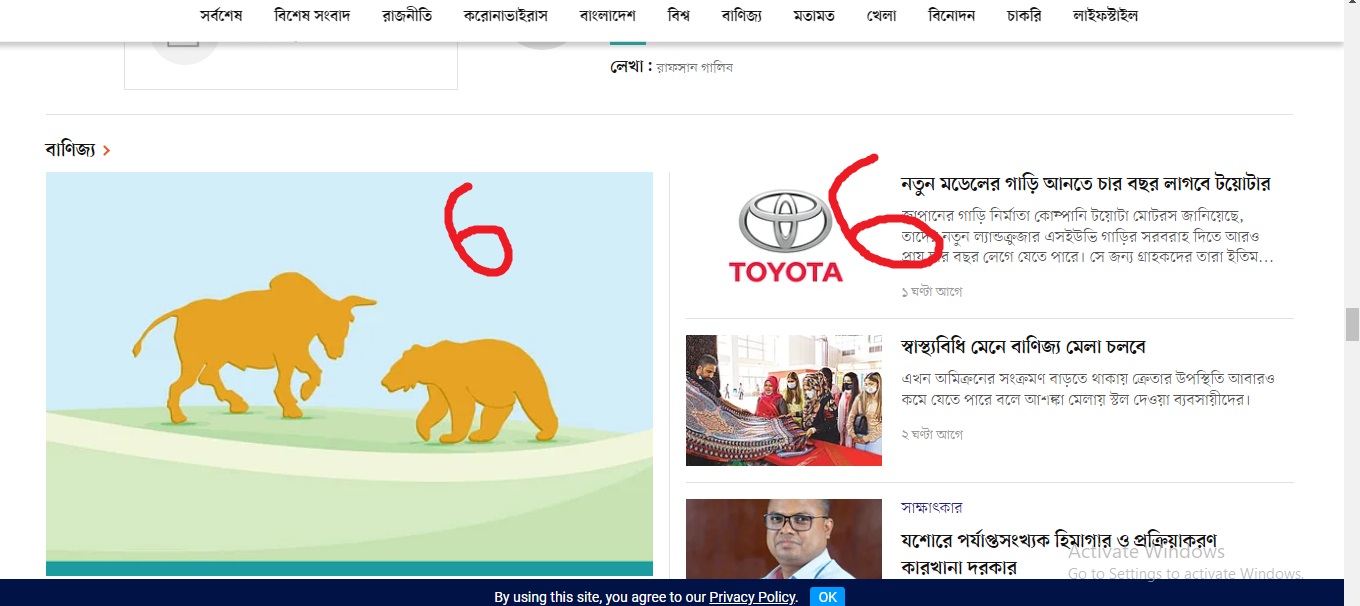 সর্বশেষ বিশেষ সংবাদ রাজনীতি করোনাভাইরাস বাংলাদেশ বিশ্ব বাণিজ্য মতামত খেলা বিনোদন চাকরি লাইফস্টাইল
লেখা : রাফসান গালিব
বাণিজ্য >
6
6
TOYOTA
নতুন মডেলের গাড়ি আনতে চার বছর লাগবে টয়োটার
জাপানের গাড়ি নির্মাতা কোম্পানি টয়োটা মোটরস জানিয়েছে,
তাদের নতুন ল্যান্ডক্রুজার এসইউভি গাড়ির সরবরাহ দিতে আরও
প্রায় চার বছর লেগে যেতে পারে। সে জন্য গ্রাহকদের তারা ইতিম...
১ ঘণ্টা আগে
স্বাস্থ্যবিধি মেনে বাণিজ্য মেলা চলবে
এখন অমিক্রনের সংক্রমণ বাড়তে থাকায় ক্রেতার উপস্থিতি আবারও
কমে যেতে পারে বলে আশঙ্কা মেলায় স্টল দেওয়া ব্যবসায়ীদের।
২ ঘণ্টা আগে
সাক্ষাৎকার
যশোরে পর্যাপ্তসংখ্যক হিমাগার ও প্রক্রিয়াকরণ
কারখানা দরকার
Activate Windows
Go to Settings to activate Windows.
By using this site, you agree to our Privacy Policy. OK